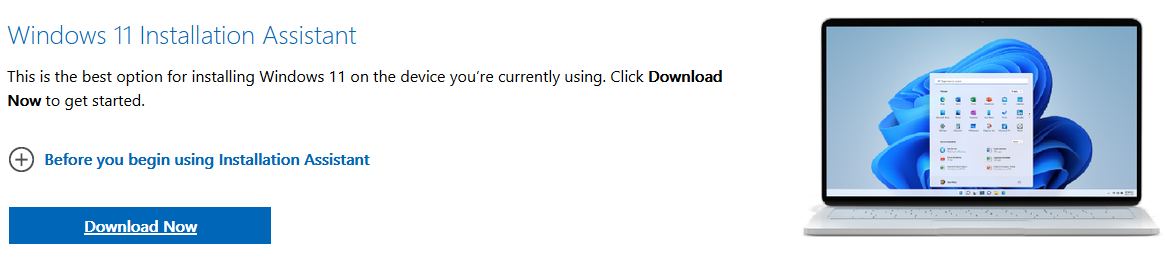 Windows 11 Installation Assistant
This is the best option for installing Windows 11 on the device you’re currently using. Click Download
Now to get started.
Before you begin using Installation Assistant
Download Now